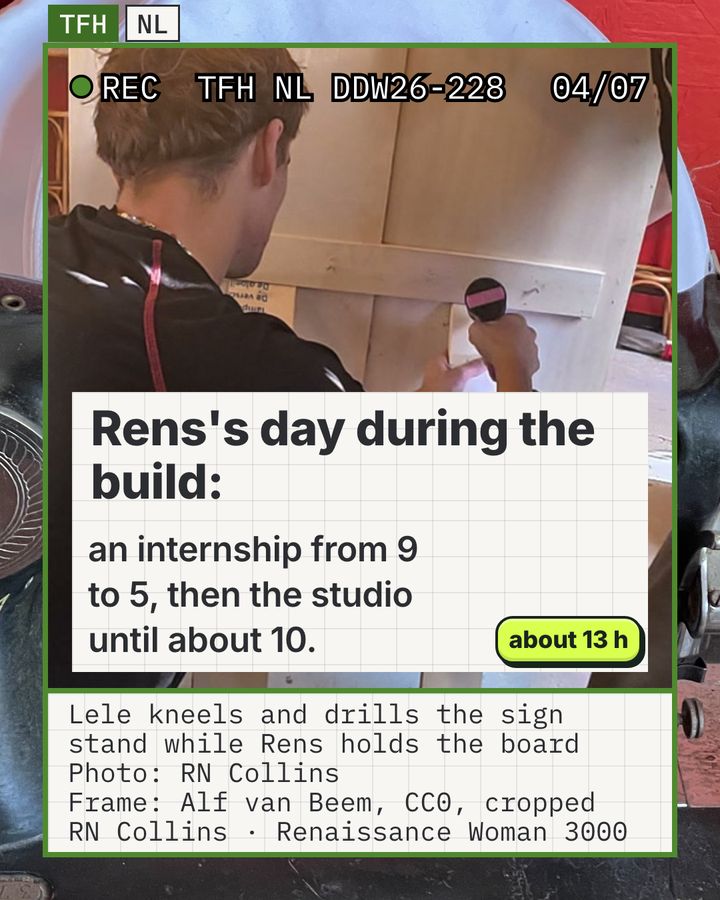 TFH NL
REC TFH NL DDW26-228 04/07
Rens's day during the
build:
an internship from 9
to 5, then the studio
until about 10.
about 13 h
Lele kneels and drills the sign
stand while Rens holds the board
Photo: RN Collins
Frame: Alf van Beem, CC0, cropped
RN Collins · Renaissance Woman 3000